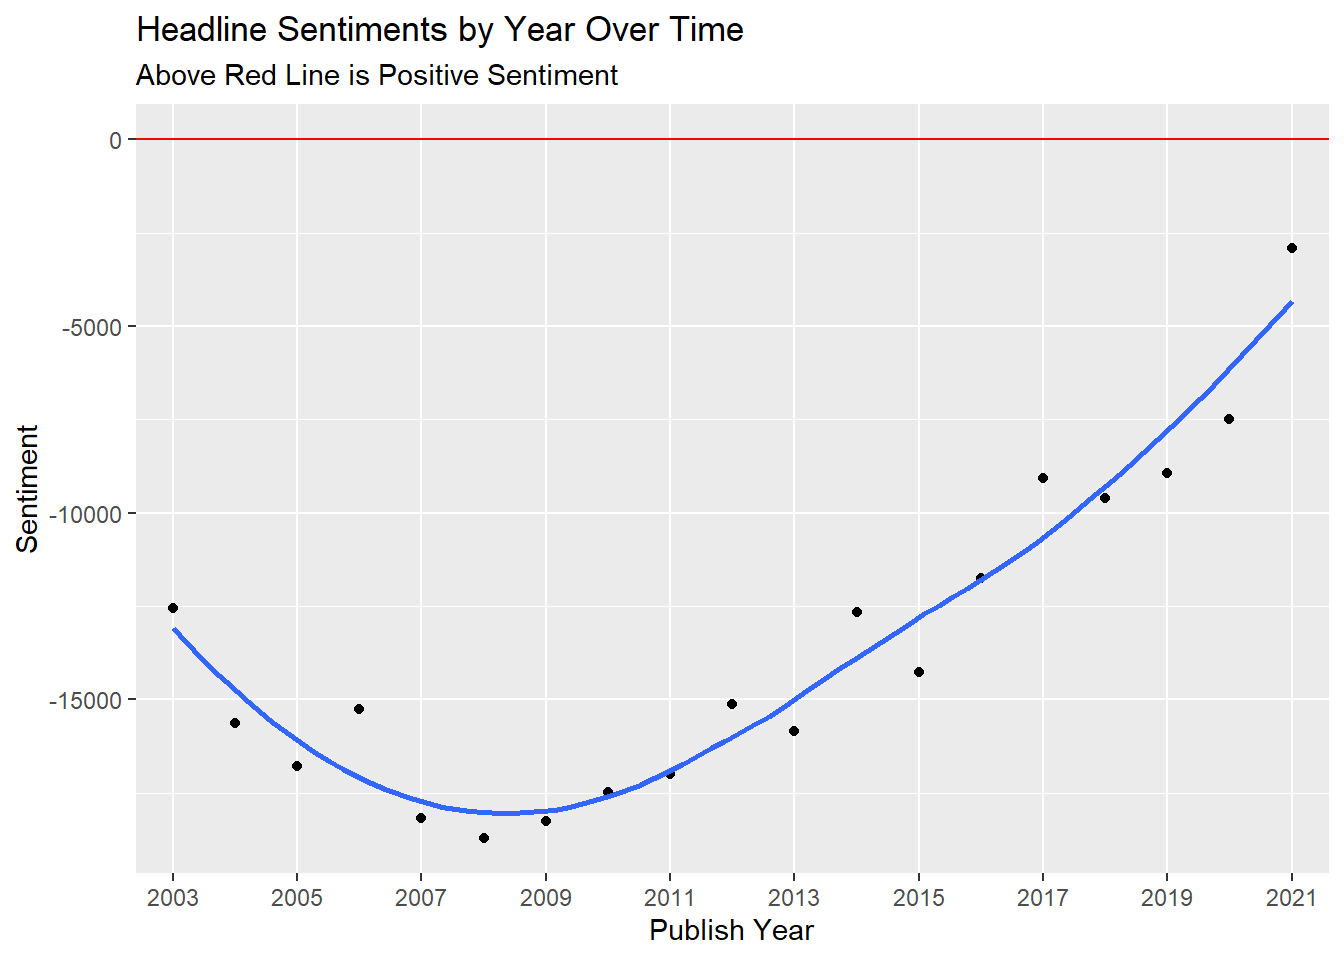 Headline Sentiments by Year Over Time
Above Red Line is Positive Sentiment
0
-5000
-10000
-15000
Sentiment
2003 2005 2007 2009 2011 2013 2015 2017 2019 2021
Publish Year